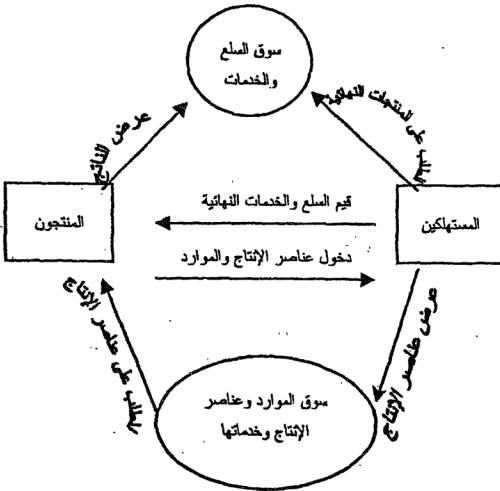 سوق السلع
والخدمات
عرض الناتج
الطلب على المنتجات النهائية
المنتجون
قيم السلع والخدمات النهائية
المستهلكين
دخول عناصر الإنتاج والموارد
الطلب على عناصر الإنتاج
عرض عناصر الإنتاج
سوق الموارد وعناصر
الإنتاج وخدماتها